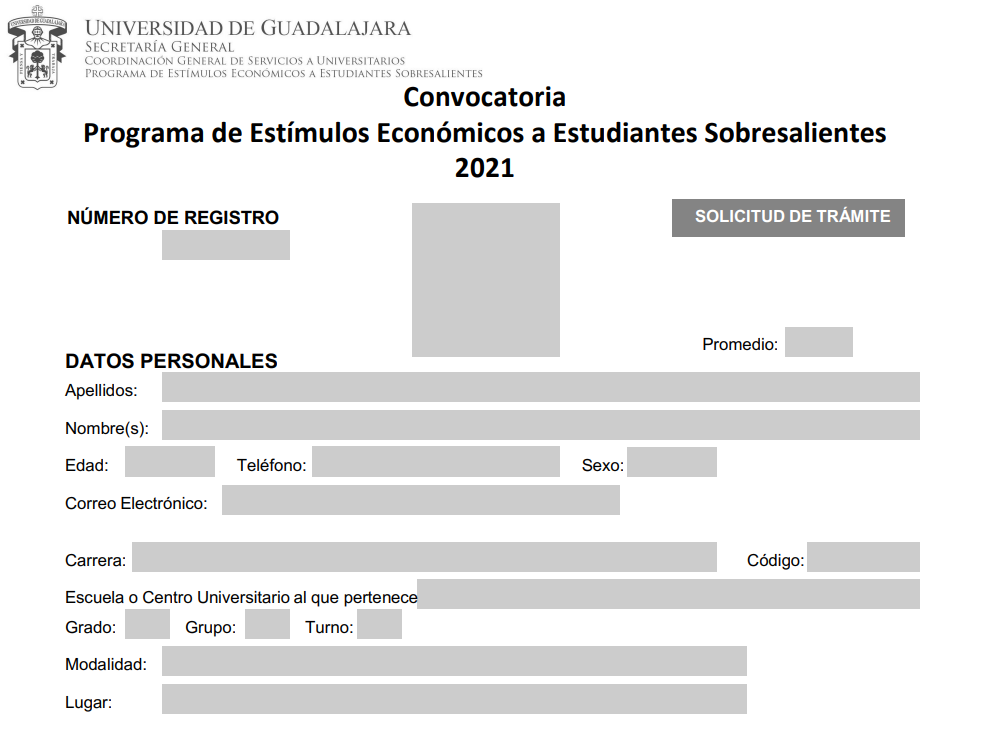 UNIVERSIDAD DE GUADALAJARA
SECRETARÍA GENERAL
COORDINACIÓN GENERAL DE SERVICIOS A UNIVERSITARIOS
PROGRAMA DE ESTÍMULOS ECONÓMICOS A ESTUDIANTES SOBRESALIENTES
Convocatoria
Programa de Estímulos Económicos a Estudiantes Sobresalientes
2021
NÚMERO DE REGISTRO
SOLICITUD DE TRÁMITE
Promedio:
DATOS PERSONALES
Apellidos:
Nombre(s):
Edad: Teléfono: Sexo:
Correo Electrónico:
Carrera: Código:
Escuela o Centro Universitario al que pertenece
Grado: Grupo: Turno:
Modalidad:
Lugar: